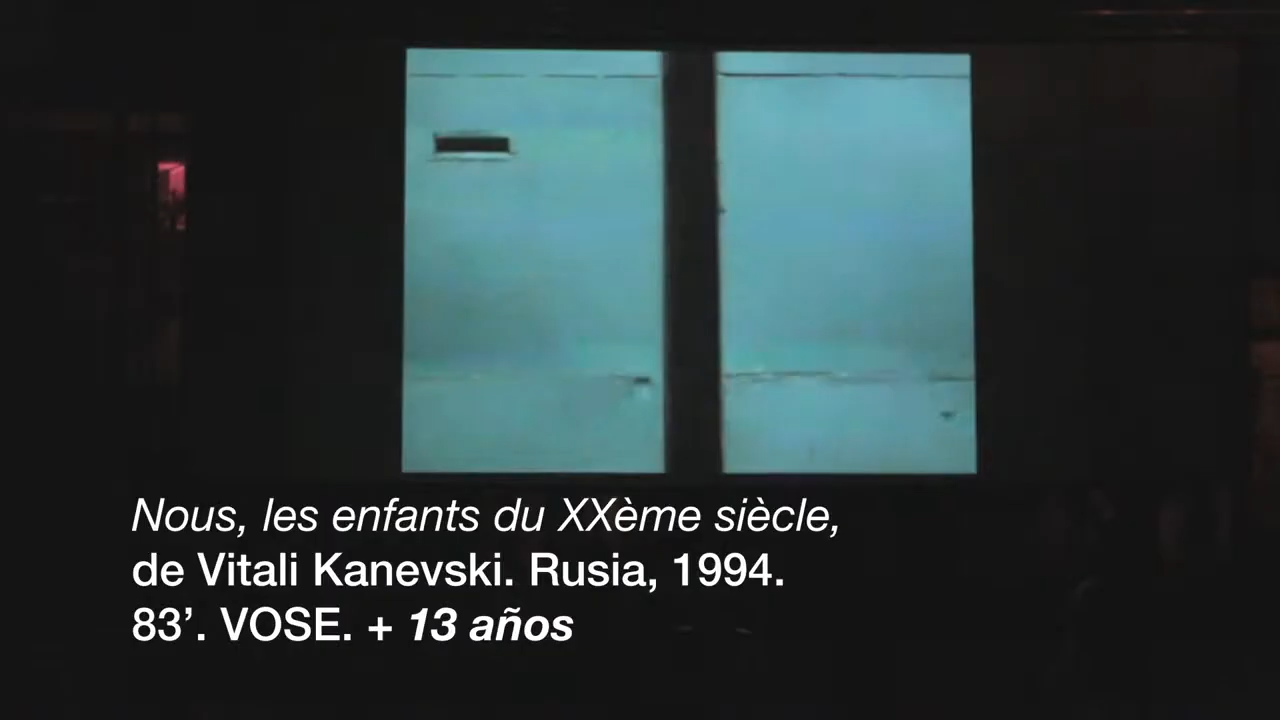 Nous, les enfants du XXème siècle,
de Vitali Kanevski. Rusia, 1994.
83’. VOSE. + 13 años